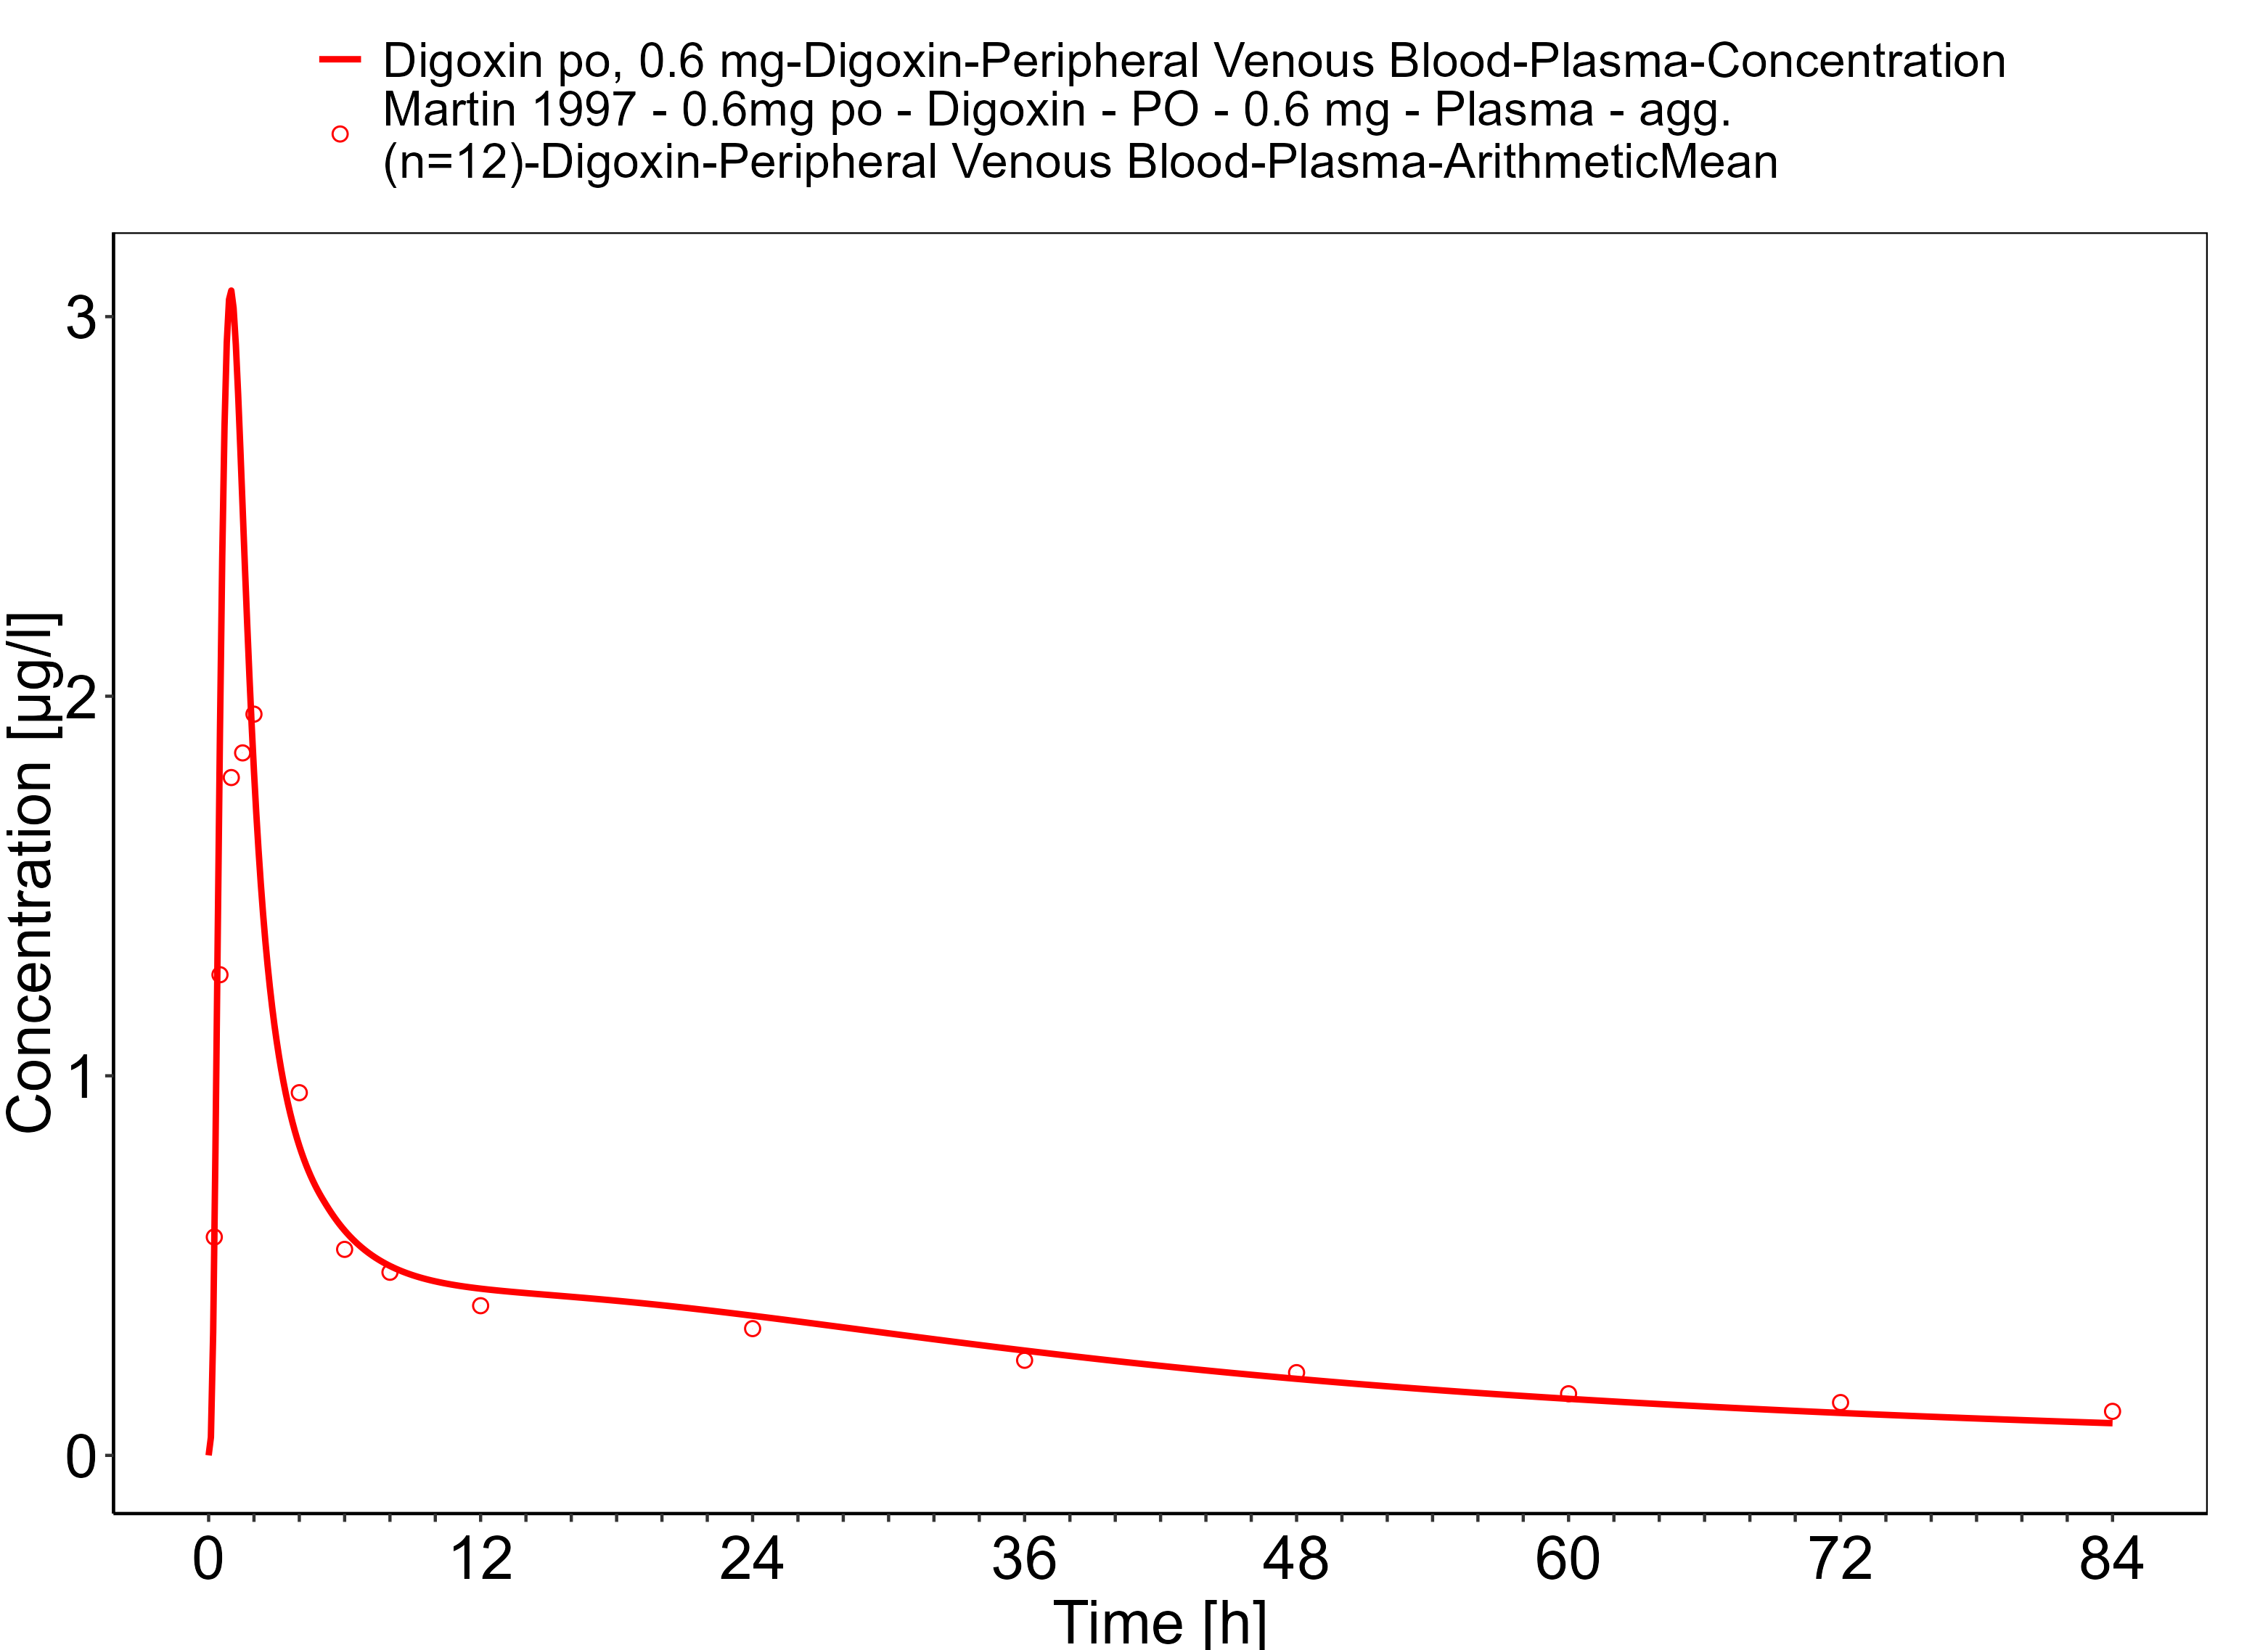 Digoxin po, 0.6 mg-Digoxin-Peripheral Venous Blood-Plasma-Concentration
Martin 1997 - 0.6mg po - Digoxin - PO - 0.6 mg - Plasma - agg.
(n=12)-Digoxin-Peripheral Venous Blood-Plasma-ArithmeticMean
Concentration [µg/l]
3
2
1
0
0 12 24 36 48 60 72 84
Time [h]